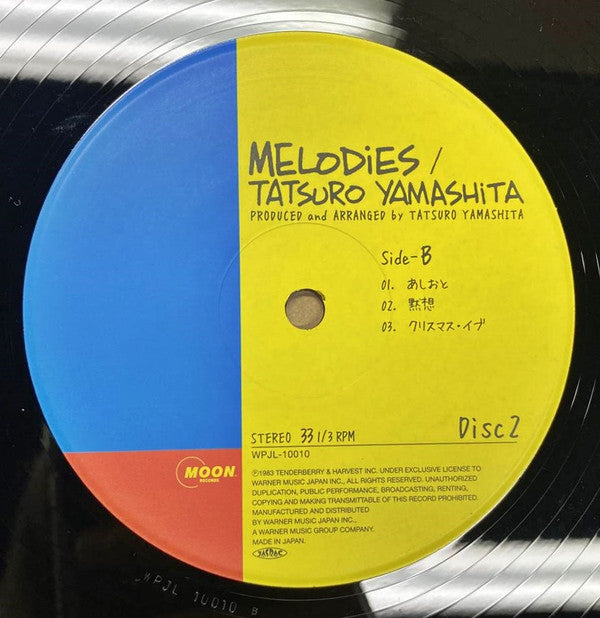 MELODiES /
TATSURO YAMASHiTA
PRODUCED and ARRANGED by TATSURO YAMASHITA
Side-B
01. あしおと
02. 黙想
03. クリスマス・イブ
STEREO 33 1/3 RPM
Disc 2
WPJL-10010
MOON
RECORDS
℗1983 TENDERBERRY & HARVEST INC. UNDER EXCLUSIVE LICENSE TO
WARNER MUSIC JAPAN INC., ALL RIGHTS RESERVED. UNAUTHORIZED
DUPLICATION, PUBLIC PERFORMANCE, BROADCASTING, RENTING,
COPYING AND MAKING TRANSMITTABLE OF THIS RECORD PROHIBITED.
MANUFACTURED AND DISTRIBUTED
BY WARNER MUSIC JAPAN INC.,
A WARNER MUSIC GROUP COMPANY.
MADE IN JAPAN.
JASRAC
WPJL 10010 B